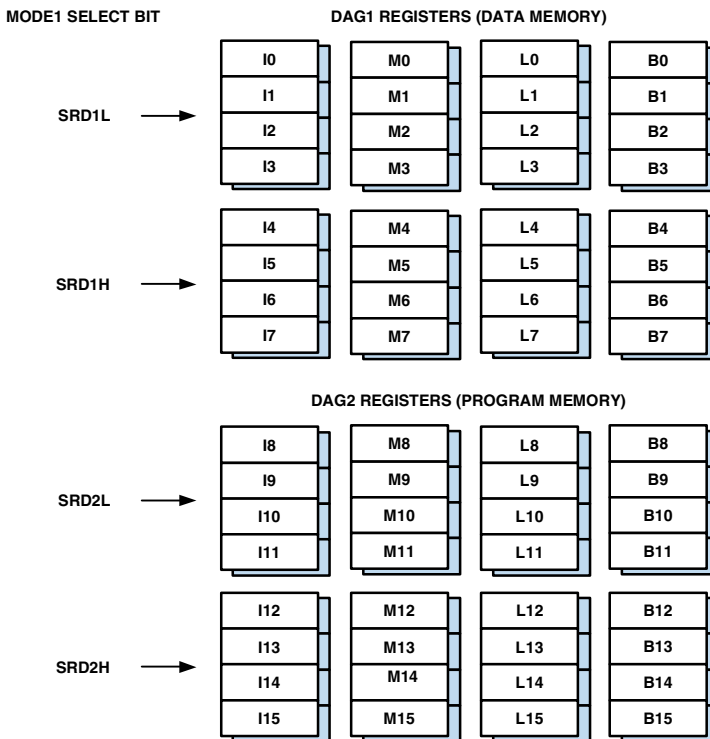 MODE1 SELECT BIT DAG1 REGISTERS (DATA MEMORY)
I0 M0 L0 B0
I1 M1 L1 B1
SRD1L
I2 M2 L2 B2
I3 M3 L3 B3
I4 M4 L4 B4
I5 M5 L5 B5
SRD1H
I6 M6 L6 B6
I7 M7 L7 B7
DAG2 REGISTERS (PROGRAM MEMORY)
I8 M8 L8 B8
I9 M9 L9 B9
SRD2L
I10 M10 L10 B10
I11 M11 L11 B11
I12 M12 L12 B12
I13 M13 L13 B13
SRD2H
I14 M14 L14 B14
I15 M15 L15 B15